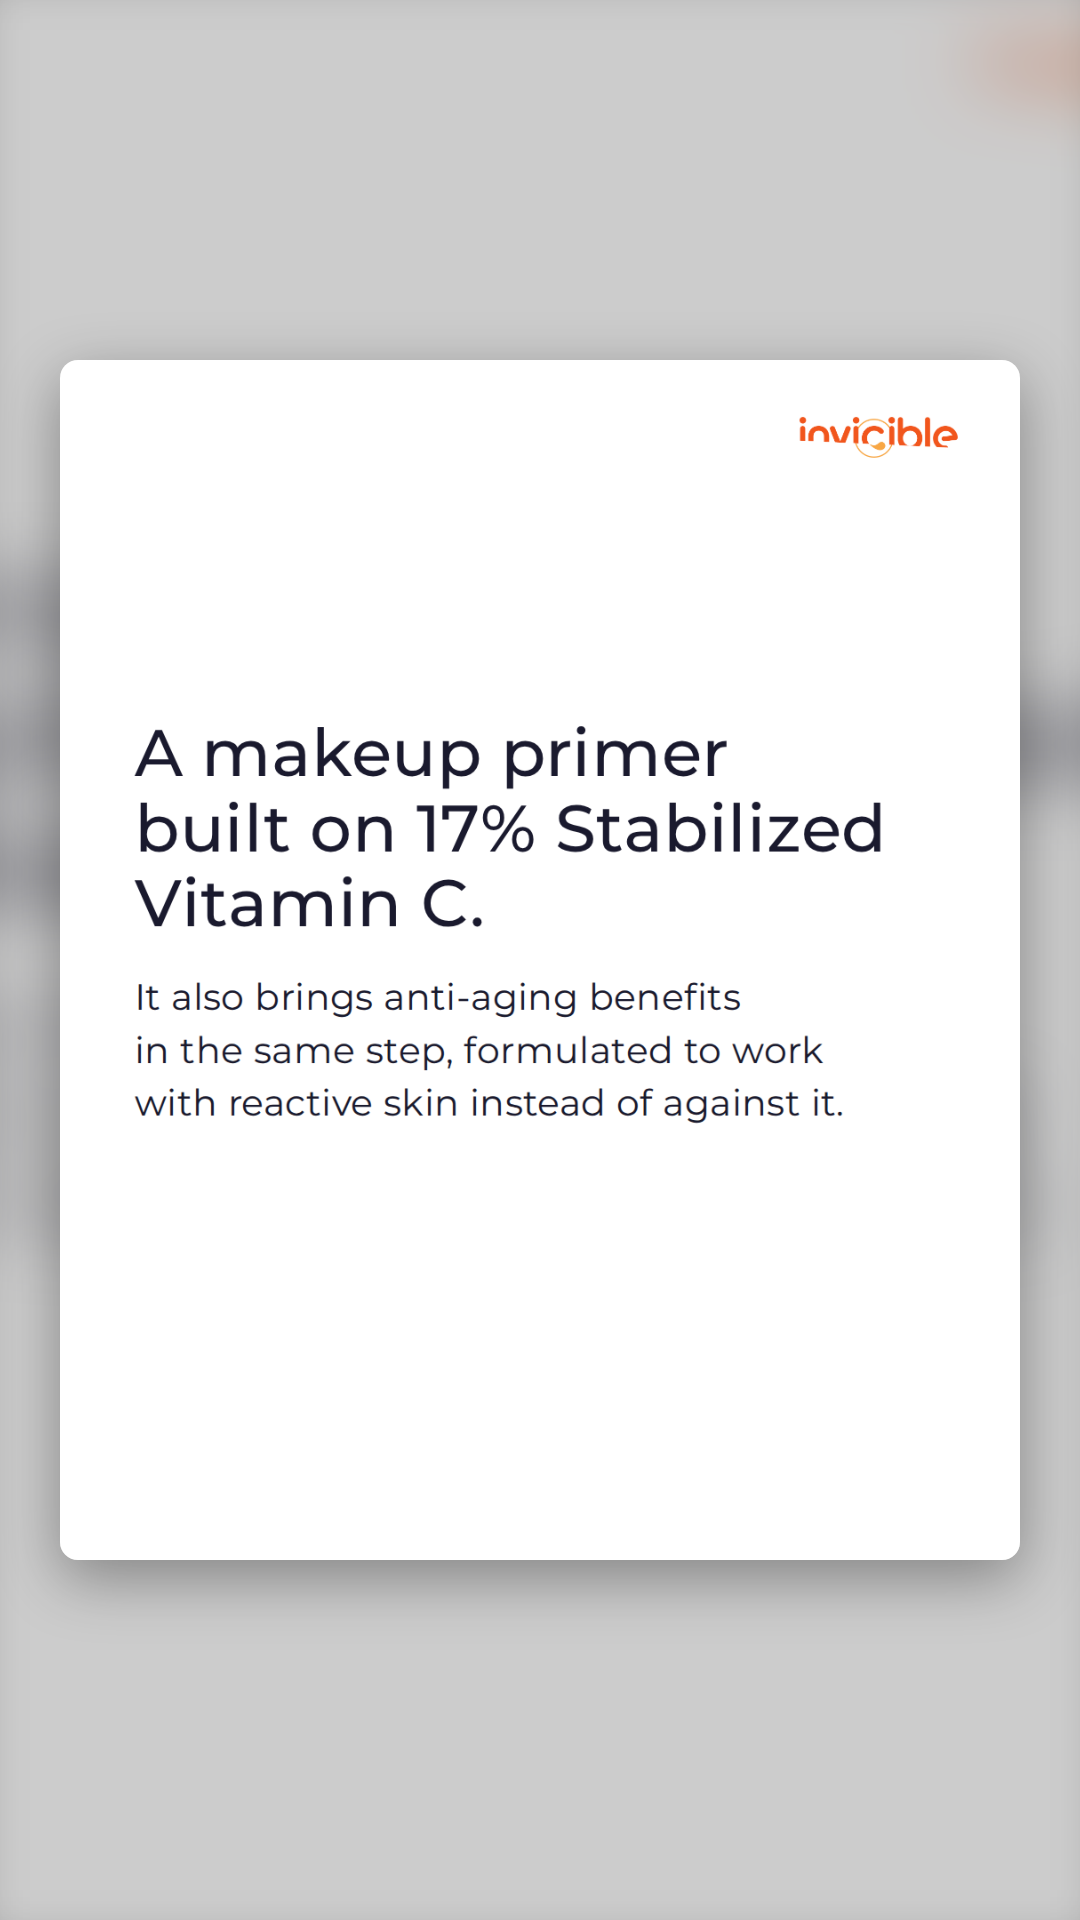 invicible
A makeup primer
built on 17% Stabilized
Vitamin C.
It also brings anti-aging benefits
in the same step, formulated to work
with reactive skin instead of against it.